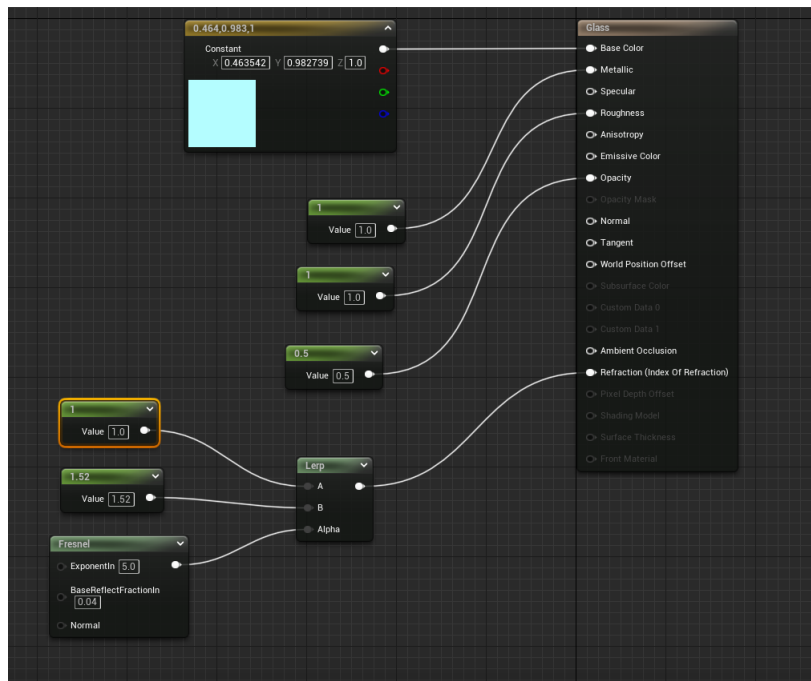 0.464,0.983,1
Constant
X 0.463542 Y 0.982739 Z 1.0
Glass
Base Color
Metallic
Specular
Roughness
Anisotropy
Emissive Color
Opacity
Opacity Mask
Normal
Tangent
World Position Offset
Subsurface Color
Custom Data 0
Custom Data 1
Ambient Occlusion
Refraction (Index Of Refraction)
Pixel Depth Offset
Shading Model
Surface Thickness
Front Material
1
Value 1.0
1
Value 1.0
0.5
Value 0.5
1
Value 1.0
1.52
Value 1.52
Lerp
A
B
Alpha
Fresnel
ExponentIn 5.0
BaseReflectFractionIn
0.04
Normal